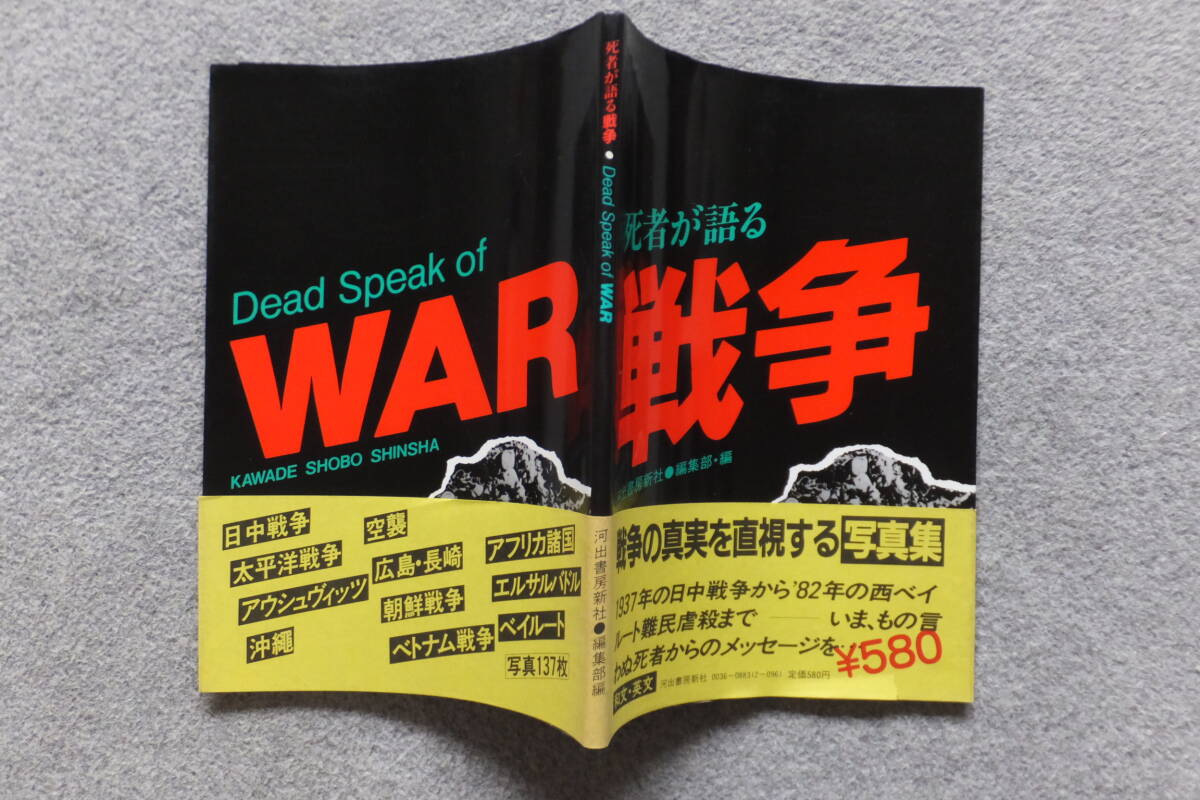 Dead Speak of
WAR
KAWADE SHOBO SHINSHA
日中戦争
太平洋戦争
アウシュヴィッツ
沖縄
空襲
広島・長崎
朝鮮戦争
ベトナム戦争
アフリカ諸国
エルサルバドル
ベイルート
写真137枚
死者が語る戦争●Dead Speak of WAR
河出書房新社●編集部編
死者が語る
戦争
河出書房新社●編集部・編
戦争の真実を直視する写真集
1937年の日中戦争から'82年の西ベイ
ルート難民虐殺まで――いま、もの言
わぬ死者からのメッセージを…
¥580
和文・英文 河出書房新社 0036-088312-0961 定価580円